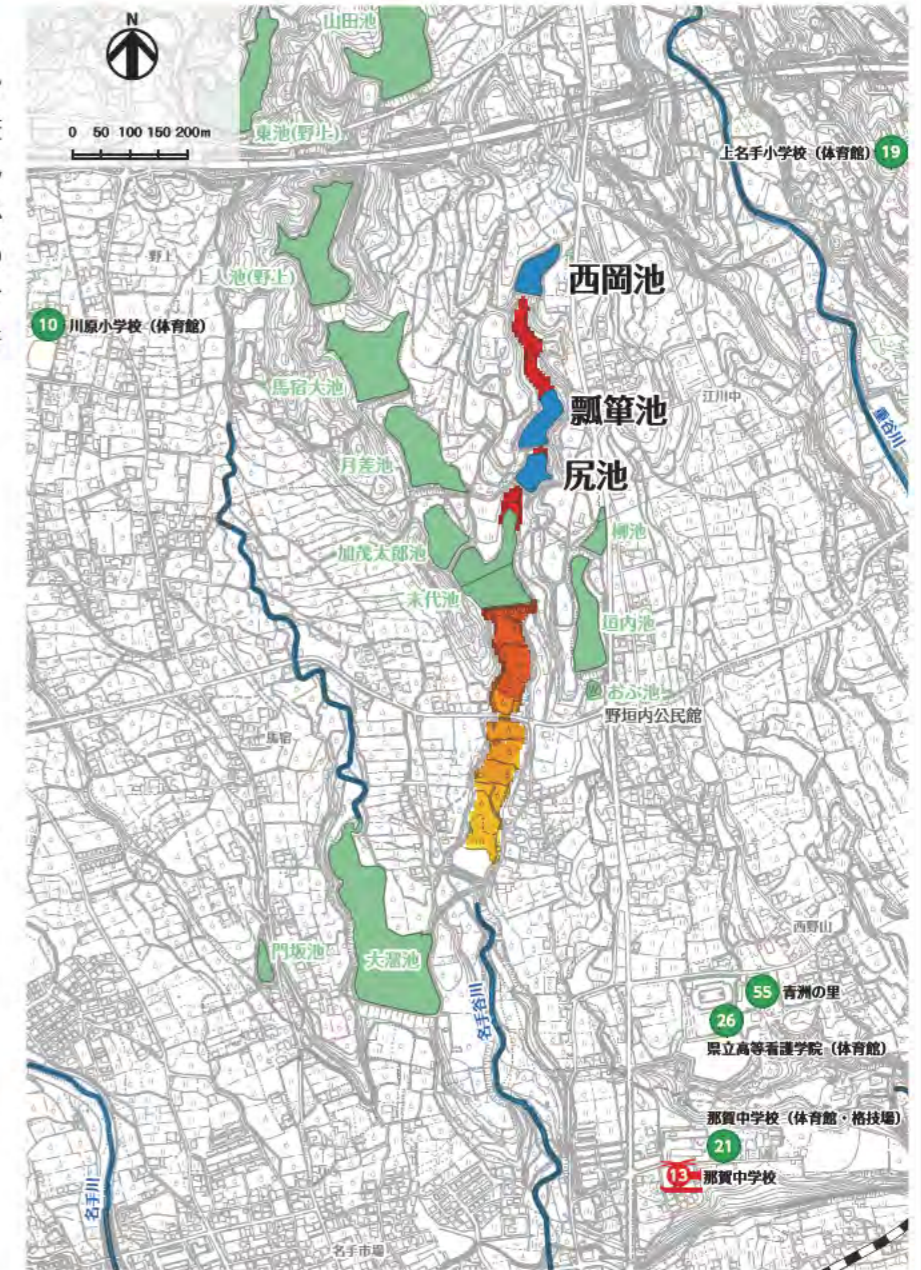 山田池
N
0 50 100 150 200m
東池(野上)
上名手小学校（体育館） 19
野上
西岡池
10 川原小学校（体育館）
馬宿大池
瓢箪池
江川中
穴谷川
月差池
尻池
柳池
加茂太郎池
末代池
垣内池
おぶ池
野垣内公民館
馬宿
西野山
門坂池
大溜池
55 青洲の里
名手谷川
26
県立高等看護学院（体育館）
那賀中学校（体育館・格技場）
21
13 那賀中学校
名手川
名手市場